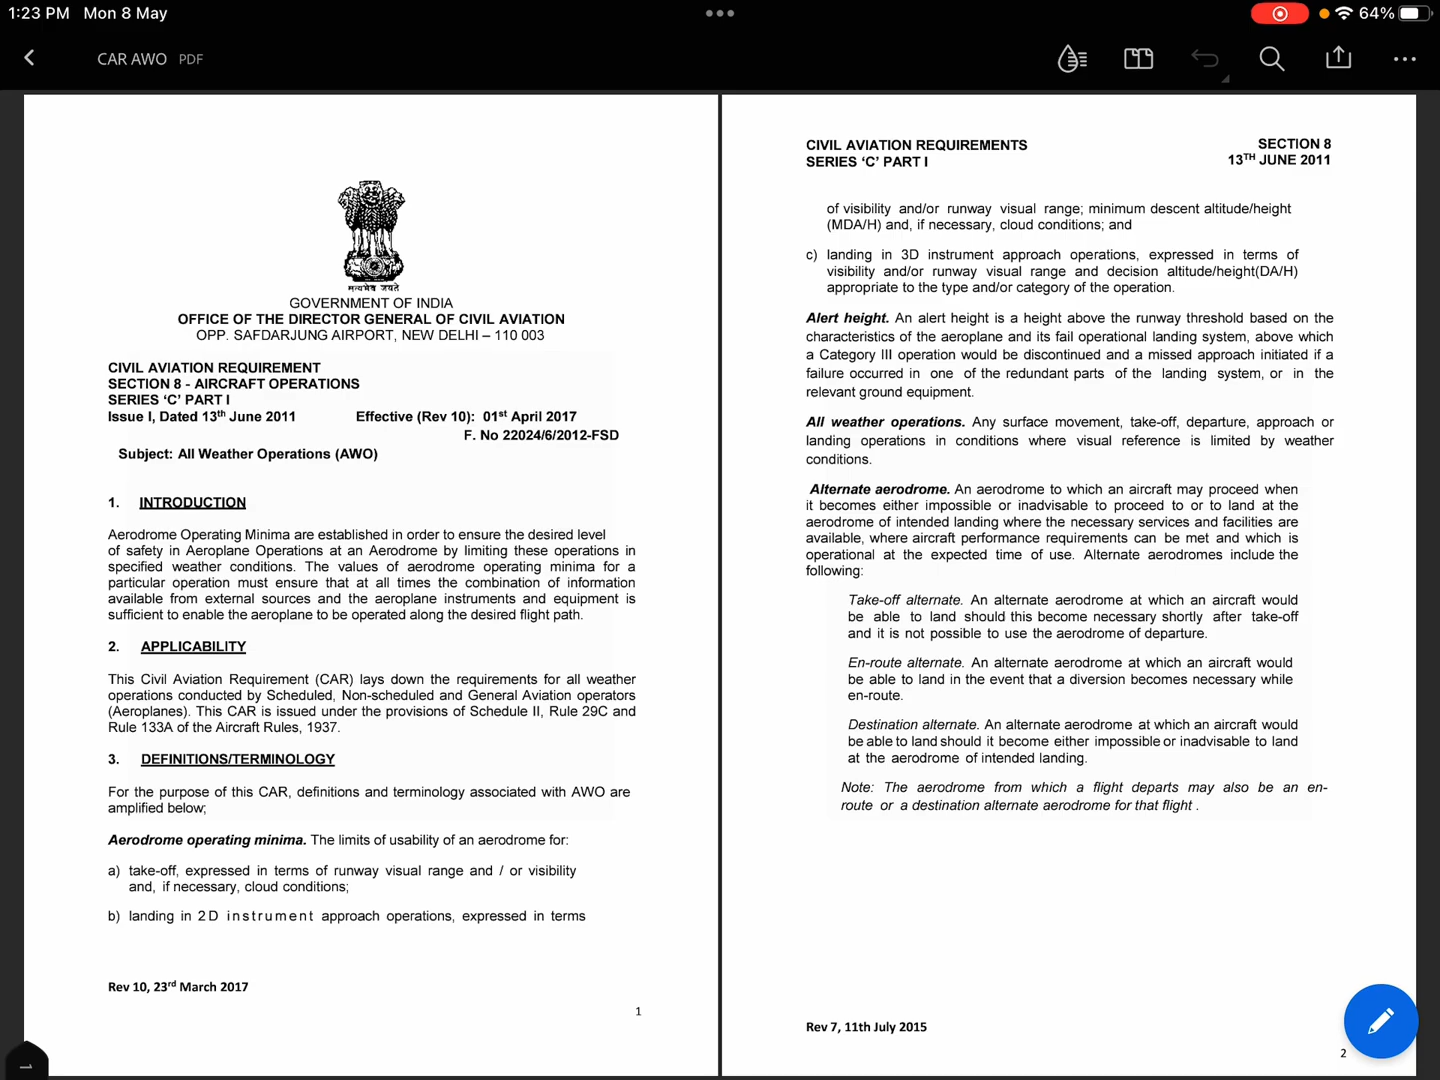 1:23 PM Mon 8 May
64%
CAR AWO PDF
सत्यमेव जयते
GOVERNMENT OF INDIA
OFFICE OF THE DIRECTOR GENERAL OF CIVIL AVIATION
OPP. SAFDARJUNG AIRPORT, NEW DELHI – 110 003
CIVIL AVIATION REQUIREMENT
SECTION 8 - AIRCRAFT OPERATIONS
SERIES ‘C’ PART I
Issue I, Dated 13th June 2011 Effective (Rev 10): 01st April 2017
F. No 22024/6/2012-FSD
Subject: All Weather Operations (AWO)
1. INTRODUCTION
Aerodrome Operating Minima are established in order to ensure the desired level
of safety in Aeroplane Operations at an Aerodrome by limiting these operations in
specified weather conditions. The values of aerodrome operating minima for a
particular operation must ensure that at all times the combination of information
available from external sources and the aeroplane instruments and equipment is
sufficient to enable the aeroplane to be operated along the desired flight path.
2. APPLICABILITY
This Civil Aviation Requirement (CAR) lays down the requirements for all weather
operations conducted by Scheduled, Non-scheduled and General Aviation operators
(Aeroplanes). This CAR is issued under the provisions of Schedule II, Rule 29C and
Rule 133A of the Aircraft Rules, 1937.
3. DEFINITIONS/TERMINOLOGY
For the purpose of this CAR, definitions and terminology associated with AWO are
amplified below;
Aerodrome operating minima. The limits of usability of an aerodrome for:
a) take-off, expressed in terms of runway visual range and / or visibility
and, if necessary, cloud conditions;
b) landing in 2D instrument approach operations, expressed in terms
Rev 10, 23rd March 2017
1
CIVIL AVIATION REQUIREMENTS SECTION 8
SERIES ‘C’ PART I 13TH JUNE 2011
of visibility and/or runway visual range; minimum descent altitude/height
(MDA/H) and, if necessary, cloud conditions; and
c) landing in 3D instrument approach operations, expressed in terms of
visibility and/or runway visual range and decision altitude/height(DA/H)
appropriate to the type and/or category of the operation.
Alert height. An alert height is a height above the runway threshold based on the
characteristics of the aeroplane and its fail operational landing system, above which
a Category III operation would be discontinued and a missed approach initiated if a
failure occurred in one of the redundant parts of the landing system, or in the
relevant ground equipment.
All weather operations. Any surface movement, take-off, departure, approach or
landing operations in conditions where visual reference is limited by weather
conditions.
Alternate aerodrome. An aerodrome to which an aircraft may proceed when
it becomes either impossible or inadvisable to proceed to or to land at the
aerodrome of intended landing where the necessary services and facilities are
available, where aircraft performance requirements can be met and which is
operational at the expected time of use. Alternate aerodromes include the
following:
Take-off alternate. An alternate aerodrome at which an aircraft would
be able to land should this become necessary shortly after take-off
and it is not possible to use the aerodrome of departure.
En-route alternate. An alternate aerodrome at which an aircraft would
be able to land in the event that a diversion becomes necessary while
en-route.
Destination alternate. An alternate aerodrome at which an aircraft would
be able to land should it become either impossible or inadvisable to land
at the aerodrome of intended landing.
Note: The aerodrome from which a flight departs may also be an en-
route or a destination alternate aerodrome for that flight .
Rev 7, 11th July 2015
2
1